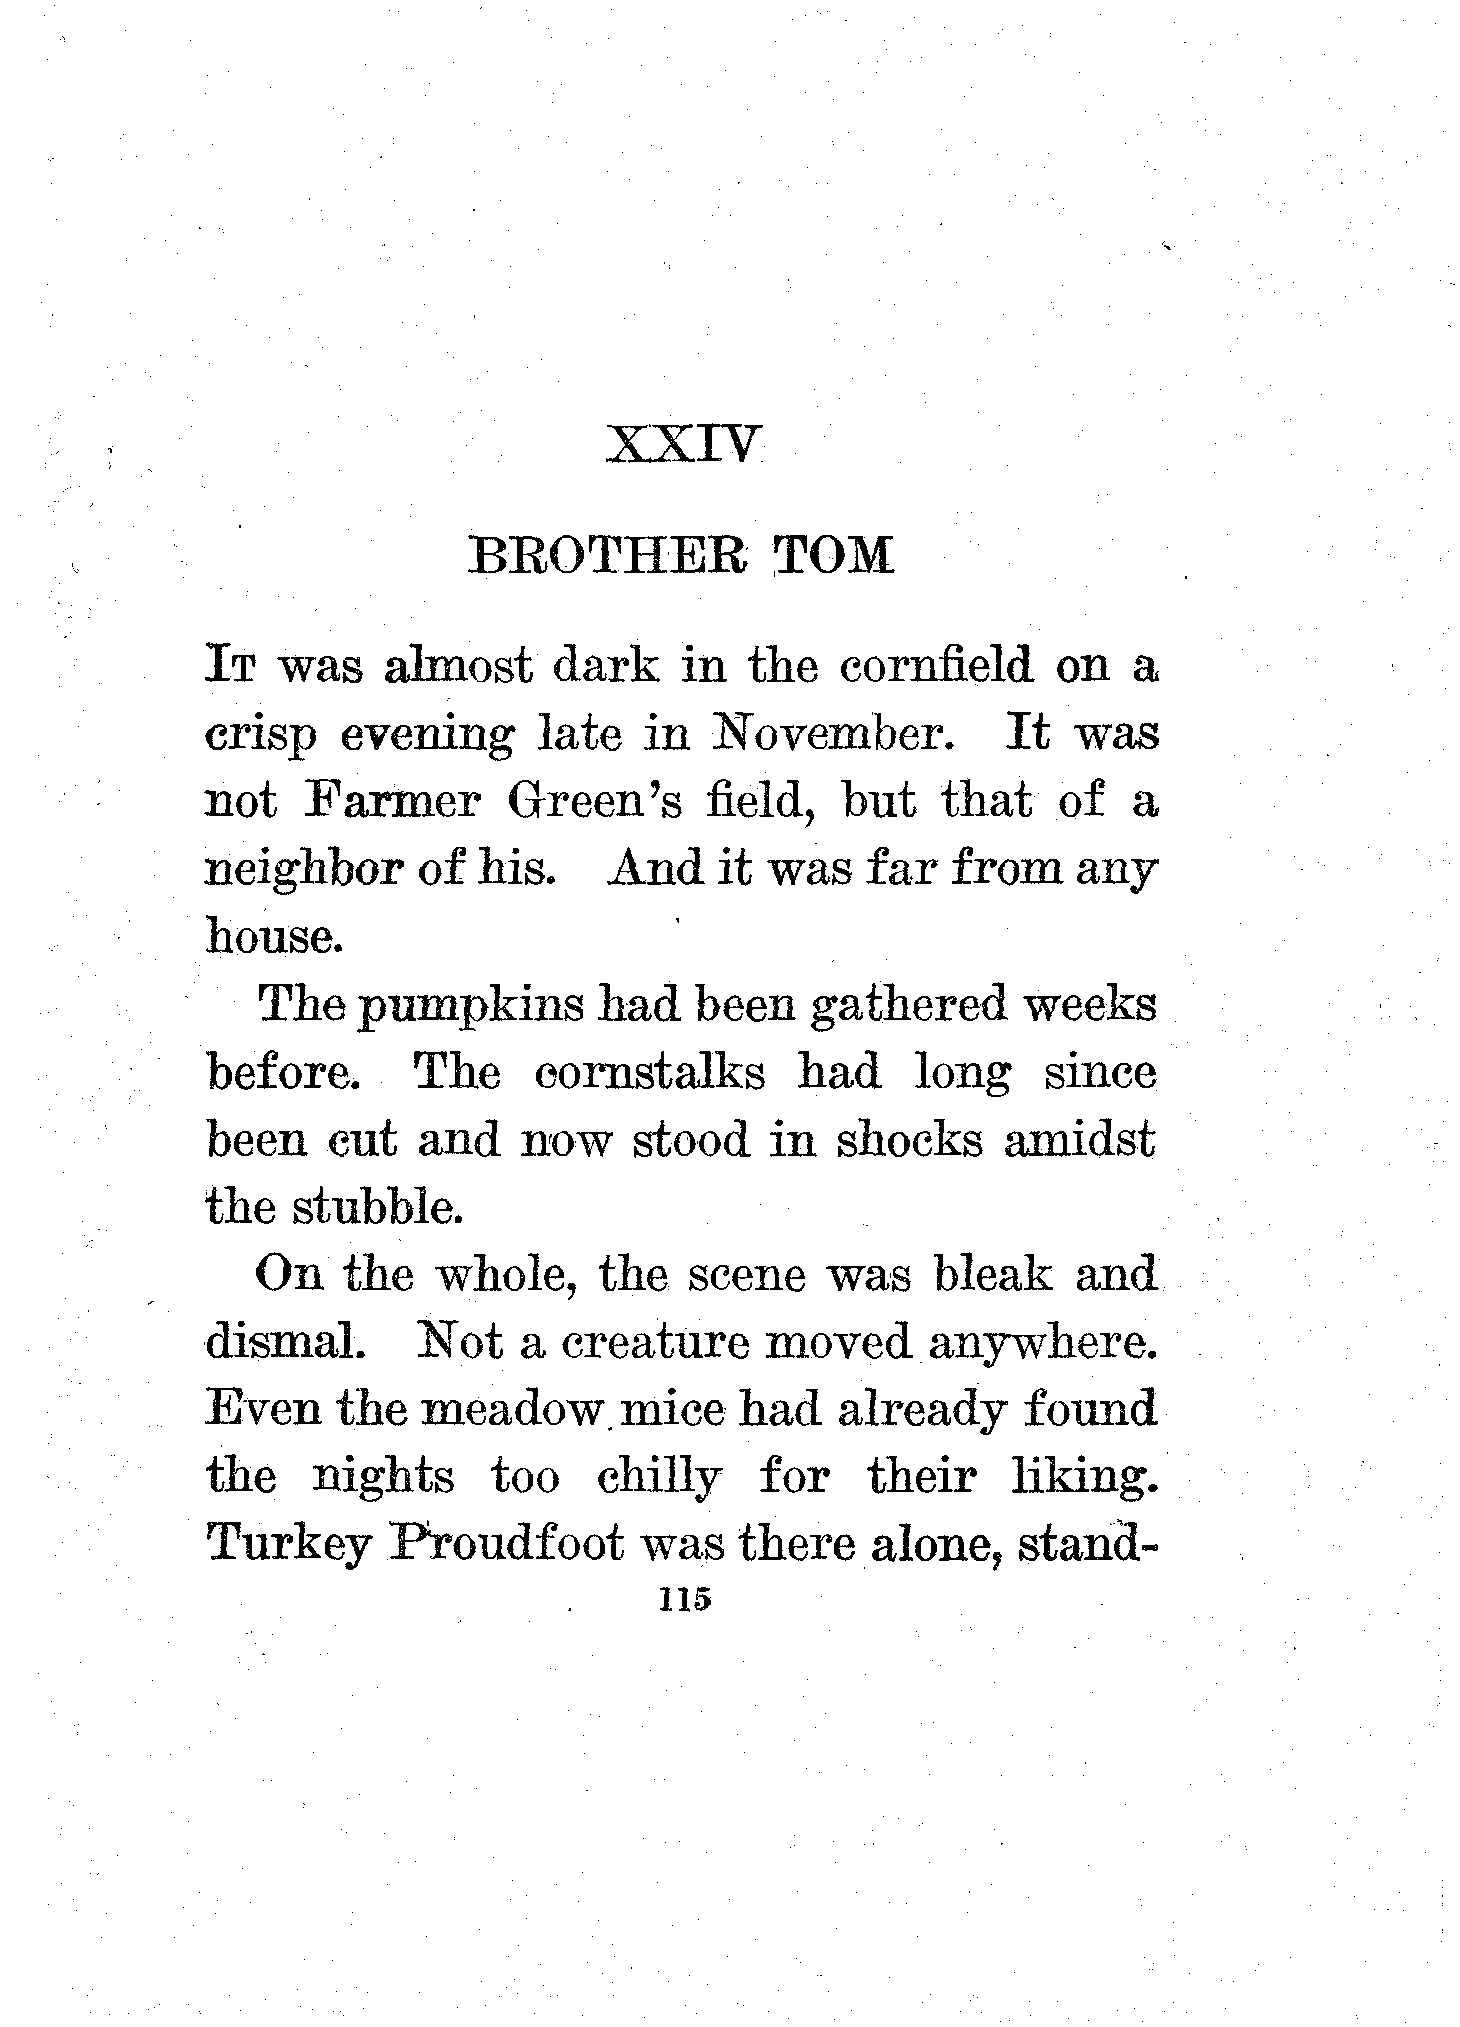 XXIV
BROTHER TOM
IT was almost dark in the cornfield on a
crisp evening late in November. It was
not Farmer Green's field, but that of a
neighbor of his. And it was far from any
house.
The pumpkins had been gathered weeks
before. The cornstalks had long since
been cut and now stood in shocks amidst
the stubble.
On the whole, the scene was bleak and
dismal. Not a creature moved anywhere.
Even the meadow mice had already found
the nights too chilly for their liking.
Turkey Proudfoot was there alone, stand-
115